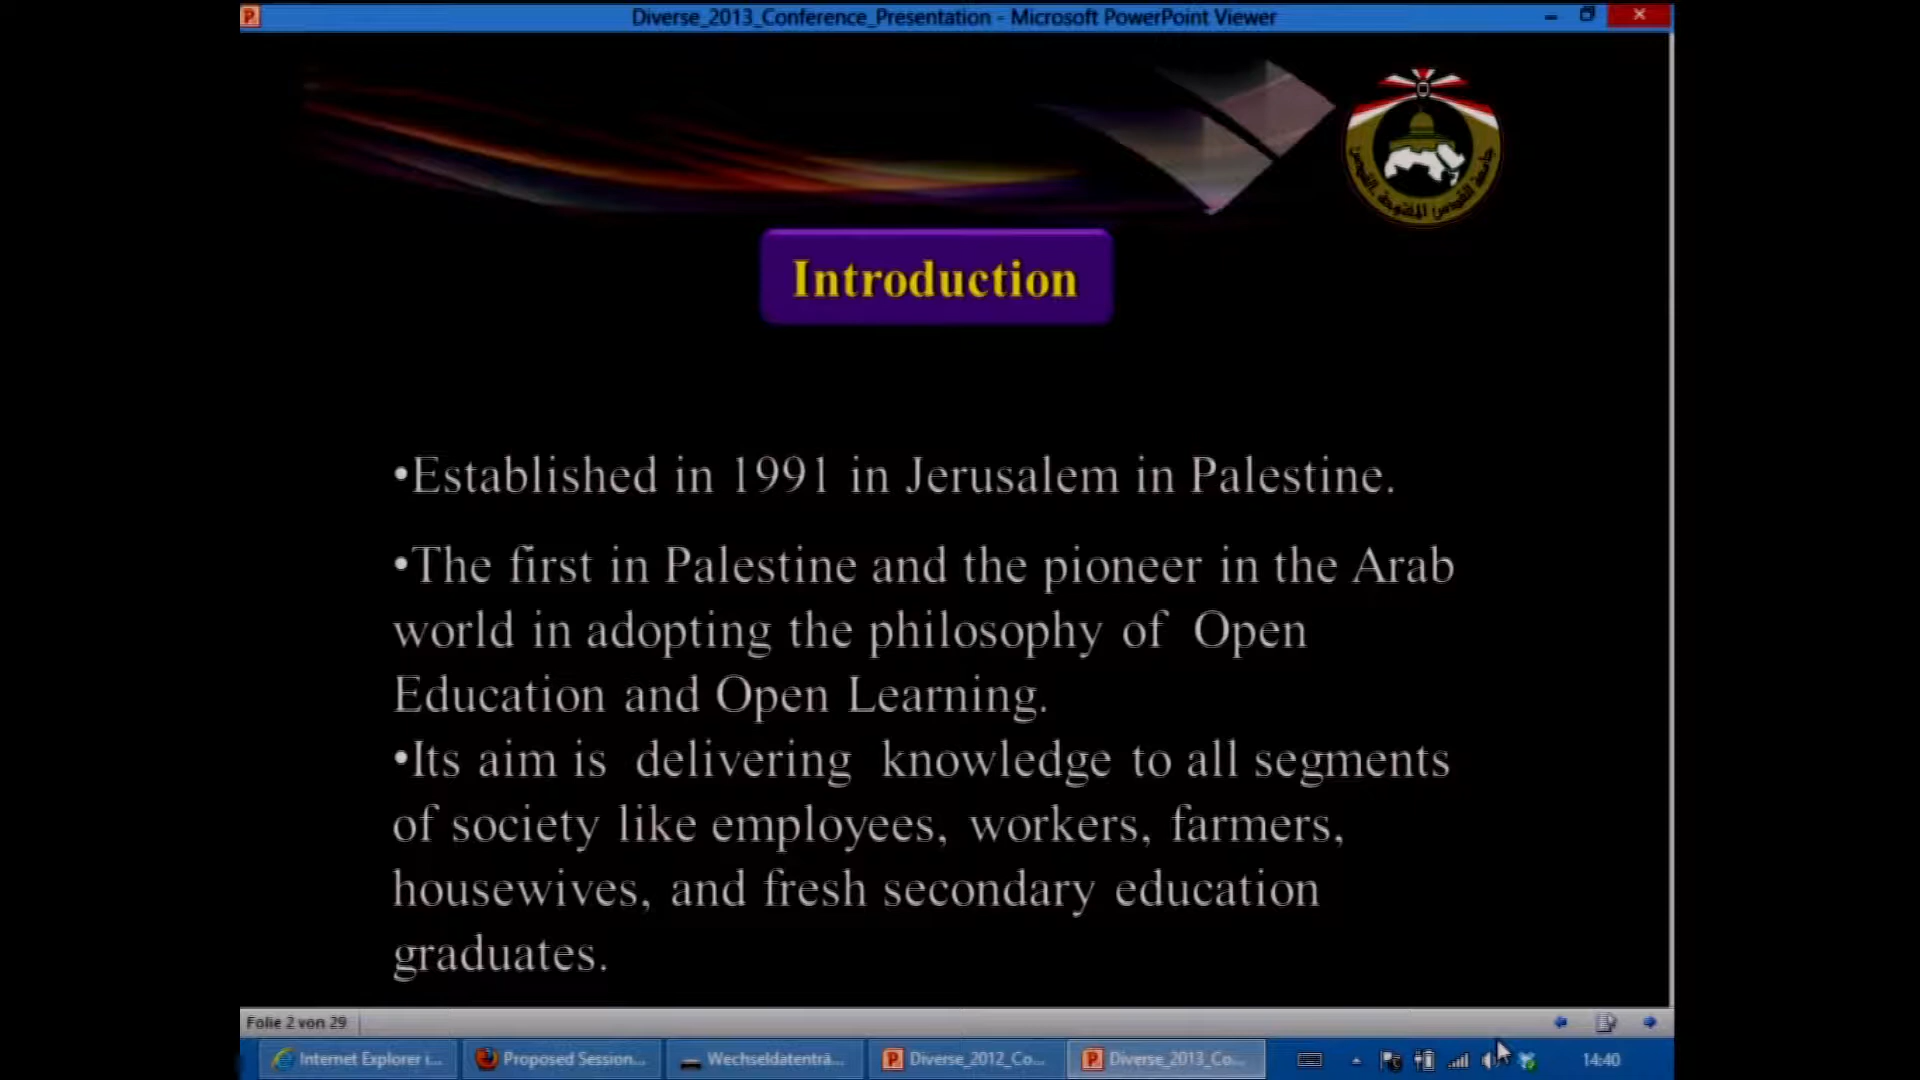 Diverse_2013_Conference_Presentation - Microsoft PowerPoint Viewer
جامعة القدس المفتوحة
Introduction
•Established in 1991 in Jerusalem in Palestine.
•The first in Palestine and the pioneer in the Arab
world in adopting the philosophy of Open
Education and Open Learning.
•Its aim is delivering knowledge to all segments
of society like employees, workers, farmers,
housewives, and fresh secondary education
graduates.
Folie 2 von 29
Internet Explorer i...
Proposed Session...
Wechseldatenträ...
Diverse_2012_Co...
Diverse_2013_Co...
14:40